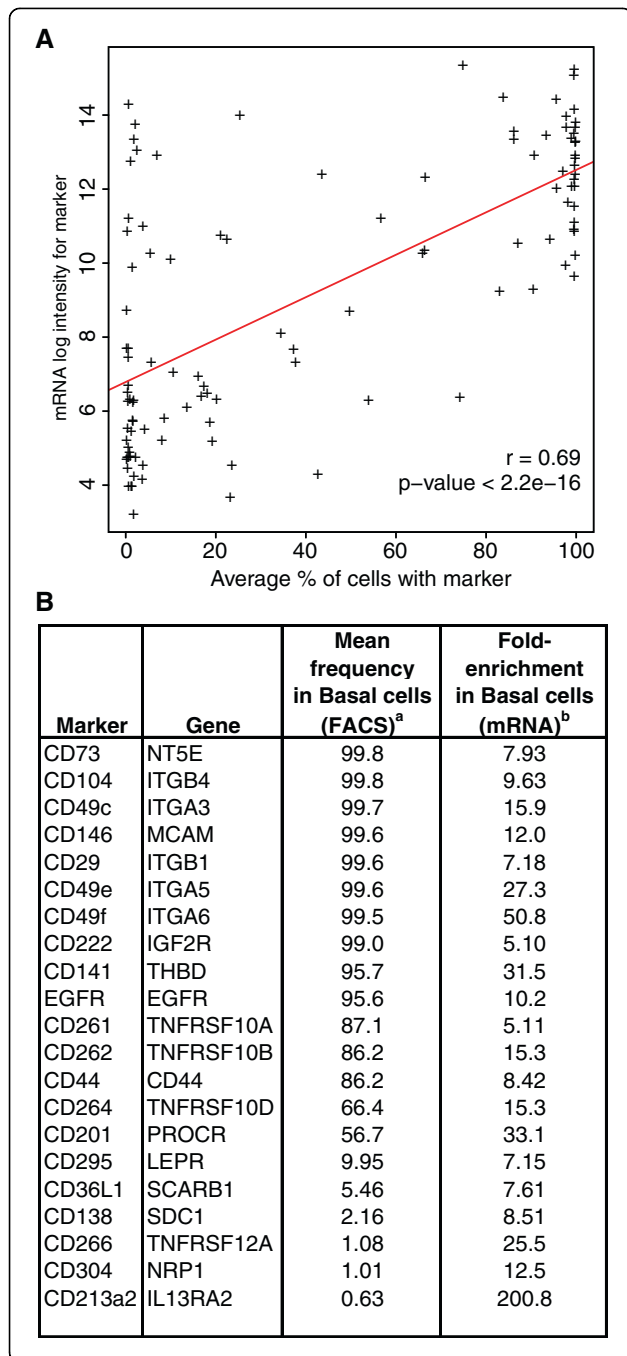 A
mRNA log intensity for marker
14
12
10
8
6
4
r = 0.69
p−value < 2.2e−16
0 20 40 60 80 100
Average % of cells with marker
B
Marker Gene Mean frequency in Basal cells (FACS)a Fold-enrichment in Basal cells (mRNA)b
CD73 NT5E 99.8 7.93
CD104 ITGB4 99.8 9.63
CD49c ITGA3 99.7 15.9
CD146 MCAM 99.6 12.0
CD29 ITGB1 99.6 7.18
CD49e ITGA5 99.6 27.3
CD49f ITGA6 99.5 50.8
CD222 IGF2R 99.0 5.10
CD141 THBD 95.7 31.5
EGFR EGFR 95.6 10.2
CD261 TNFRSF10A 87.1 5.11
CD262 TNFRSF10B 86.2 15.3
CD44 CD44 86.2 8.42
CD264 TNFRSF10D 66.4 15.3
CD201 PROCR 56.7 33.1
CD295 LEPR 9.95 7.15
CD36L1 SCARB1 5.46 7.61
CD138 SDC1 2.16 8.51
CD266 TNFRSF12A 1.08 25.5
CD304 NRP1 1.01 12.5
CD213a2 IL13RA2 0.63 200.8